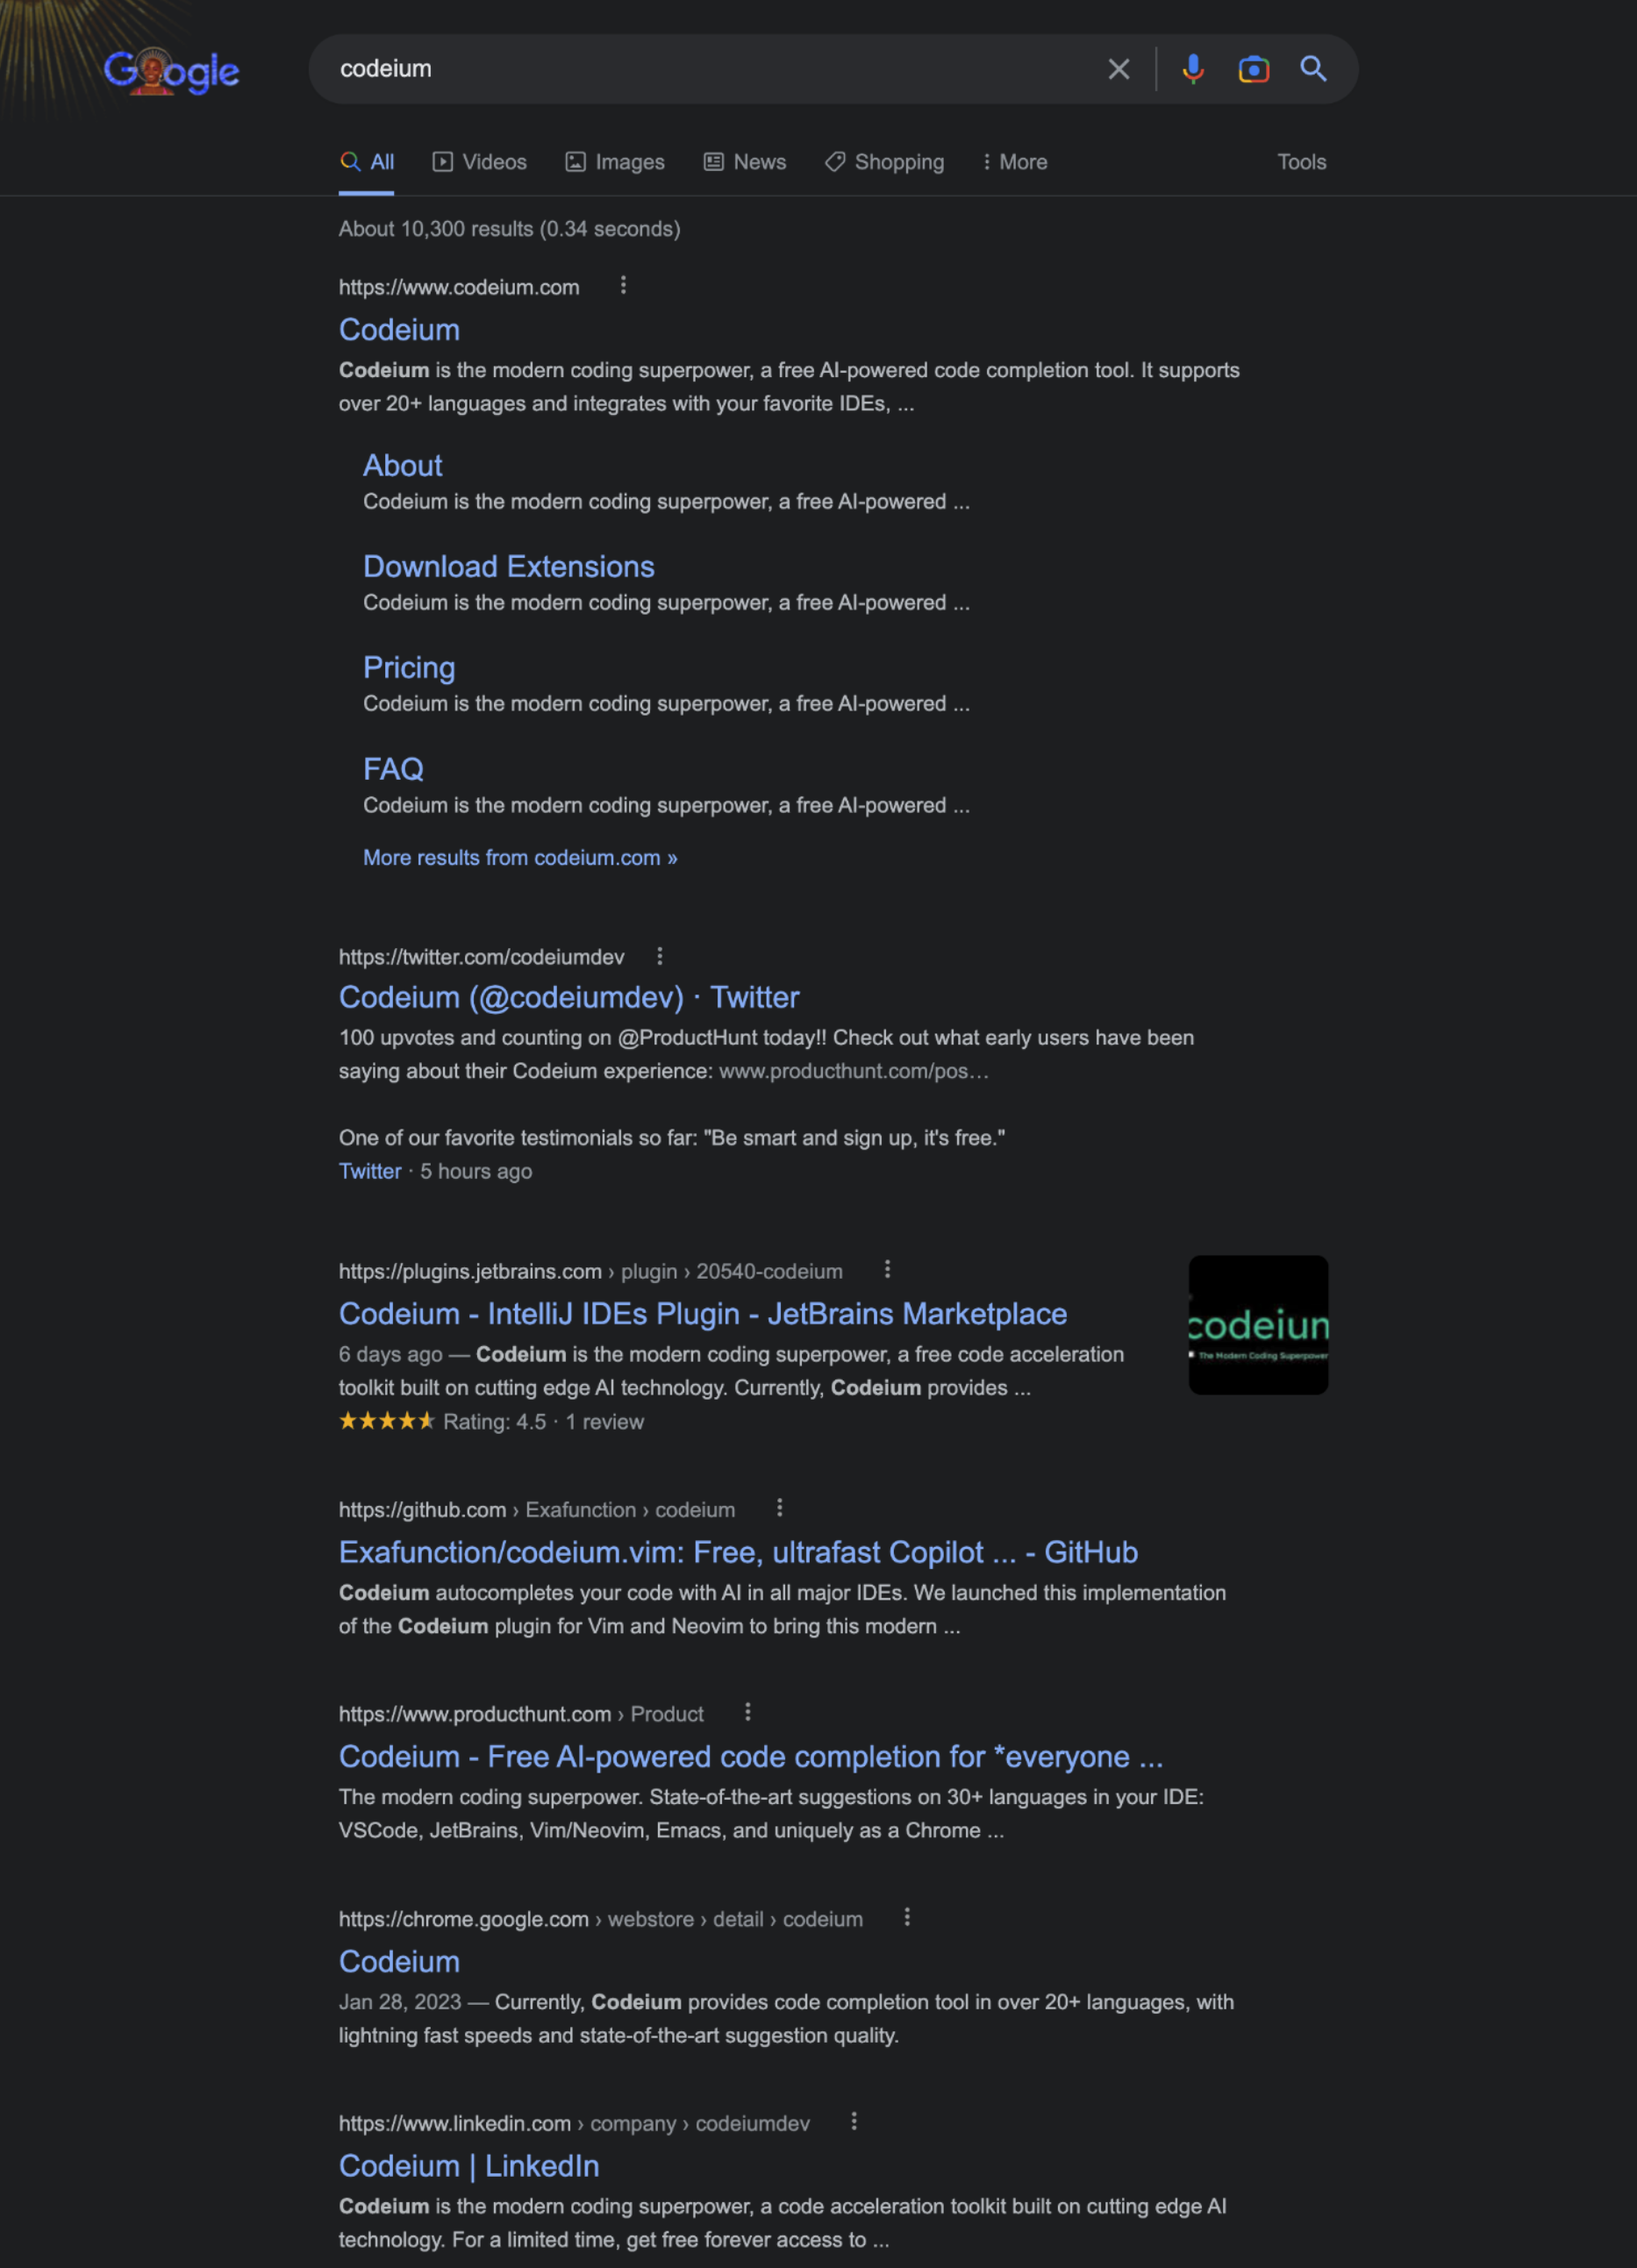 Google
codeium
All Videos Images News Shopping More Tools
About 10,300 results (0.34 seconds)
https://www.codeium.com
Codeium
Codeium is the modern coding superpower, a free AI-powered code completion tool. It supports
over 20+ languages and integrates with your favorite IDEs, ...
About
Codeium is the modern coding superpower, a free AI-powered ...
Download Extensions
Codeium is the modern coding superpower, a free AI-powered ...
Pricing
Codeium is the modern coding superpower, a free AI-powered ...
FAQ
Codeium is the modern coding superpower, a free AI-powered ...
More results from codeium.com »
https://twitter.com/codeiumdev
Codeium (@codeiumdev) · Twitter
100 upvotes and counting on @ProductHunt today!! Check out what early users have been
saying about their Codeium experience: www.producthunt.com/pos…
One of our favorite testimonials so far: "Be smart and sign up, it's free."
Twitter · 5 hours ago
https://plugins.jetbrains.com › plugin › 20540-codeium
Codeium - IntelliJ IDEs Plugin - JetBrains Marketplace
6 days ago — Codeium is the modern coding superpower, a free code acceleration
toolkit built on cutting edge AI technology. Currently, Codeium provides ...
Rating: 4.5 · 1 review
codeium
The Modern Coding Superpower
https://github.com › Exafunction › codeium
Exafunction/codeium.vim: Free, ultrafast Copilot ... - GitHub
Codeium autocompletes your code with AI in all major IDEs. We launched this implementation
of the Codeium plugin for Vim and Neovim to bring this modern ...
https://www.producthunt.com › Product
Codeium - Free AI-powered code completion for *everyone ...
The modern coding superpower. State-of-the-art suggestions on 30+ languages in your IDE:
VSCode, JetBrains, Vim/Neovim, Emacs, and uniquely as a Chrome ...
https://chrome.google.com › webstore › detail › codeium
Codeium
Jan 28, 2023 — Currently, Codeium provides code completion tool in over 20+ languages, with
lightning fast speeds and state-of-the-art suggestion quality.
https://www.linkedin.com › company › codeiumdev
Codeium | LinkedIn
Codeium is the modern coding superpower, a code acceleration toolkit built on cutting edge AI
technology. For a limited time, get free forever access to ...